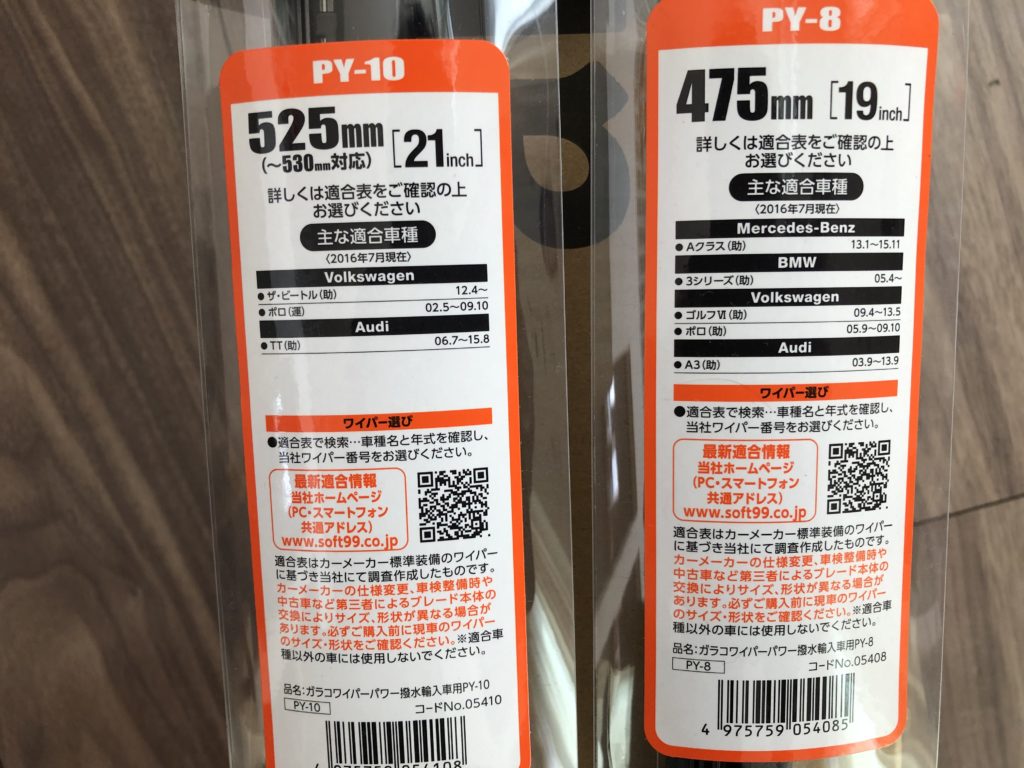 PY-10
525mm
(～530mm対応)
[21inch]
詳しくは適合表をご確認の上
お選びください
主な適合車種
〈2016年7月現在〉
Volkswagen
●ザ・ビートル(助) 12.4～
●ポロ(運) 02.5～09.10
Audi
●TT(助) 06.7～15.8
ワイパー選び
●適合表で検索…車種名と年式を確認し、
当社ワイパー番号をお選びください。
最新適合情報
当社ホームページ
(PC・スマートフォン
共通アドレス)
www.soft99.co.jp
適合表はカーメーカー標準装備のワイパー
に基づき当社にて調査作成したものです。
カーメーカーの仕様変更、車検整備時や
中古車など第三者によるブレード本体の
交換によりサイズ、形状が異なる場合が
あります。必ずご購入前に現車のワイパー
のサイズ・形状をご確認ください。※適合車
種以外の車には使用しないでください。
品名:ガラコワイパーパワー撥水輸入車用PY-10
PY-10 コードNo.05410
4 975759 054108
PY-8
475mm [19inch]
詳しくは適合表をご確認の上
お選びください
主な適合車種
〈2016年7月現在〉
Mercedes-Benz
●Aクラス(助) 13.1～15.11
BMW
●3シリーズ(助) 05.4～
Volkswagen
●ゴルフⅥ(助) 09.4～13.5
●ポロ(助) 05.9～09.10
Audi
●A3(助) 03.9～13.9
ワイパー選び
●適合表で検索…車種名と年式を確認し、
当社ワイパー番号をお選びください。
最新適合情報
当社ホームページ
(PC・スマートフォン
共通アドレス)
www.soft99.co.jp
適合表はカーメーカー標準装備のワイパー
に基づき当社にて調査作成したものです。
カーメーカーの仕様変更、車検整備時や
中古車など第三者によるブレード本体の
交換によりサイズ、形状が異なる場合があり
ます。必ずご購入前に現車のワイパー
のサイズ・形状をご確認ください。※適合車
種以外の車には使用しないでください。
品名:ガラコワイパーパワー撥水輸入車用PY-8
PY-8 コードNo.05408
4 975759 054085